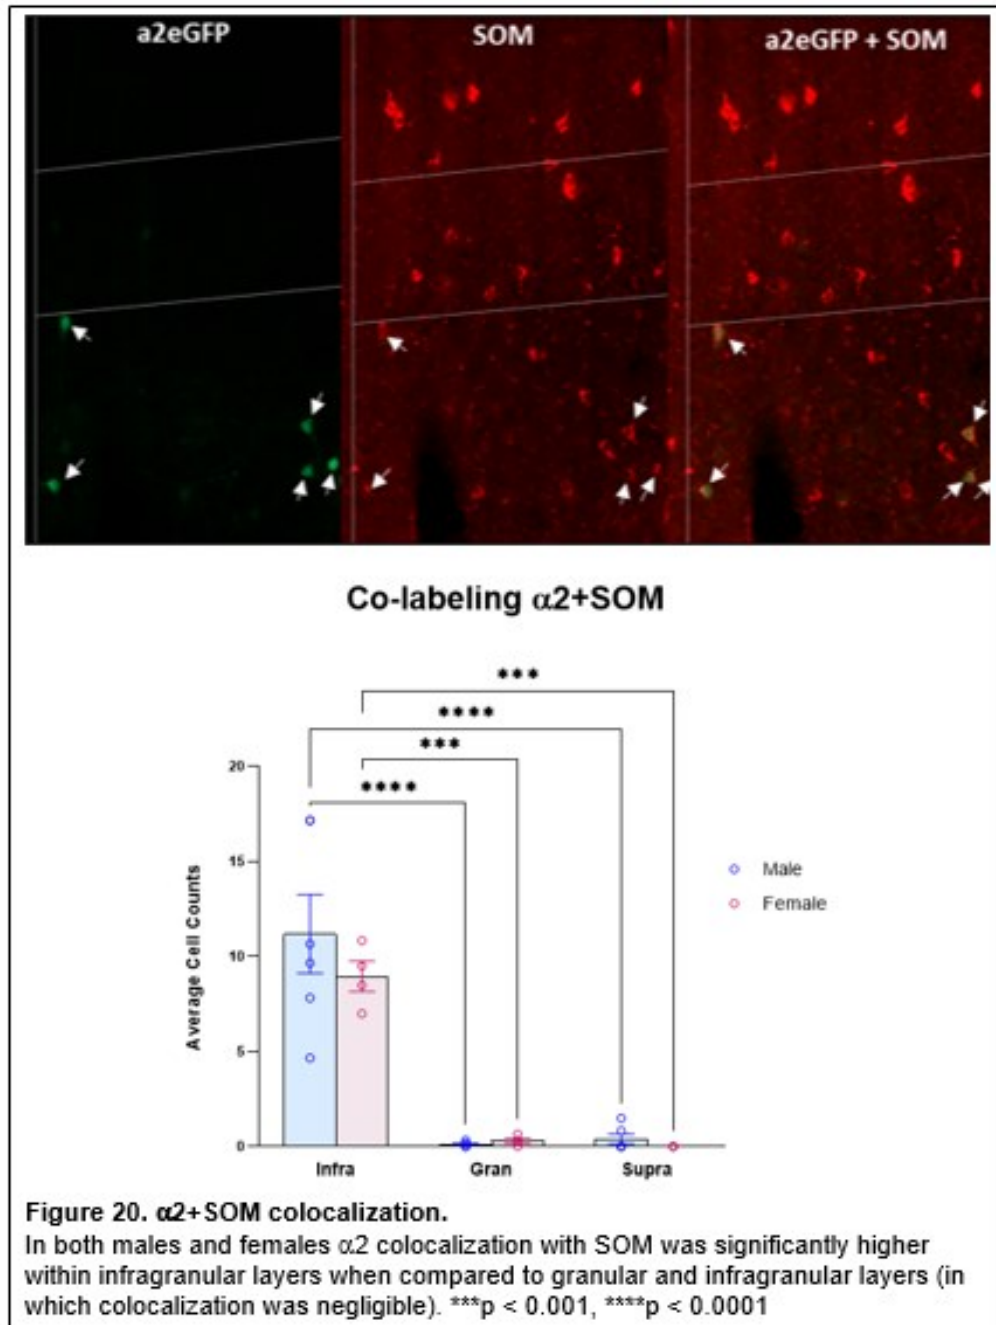 a2eGFP
SOM
a2eGFP + SOM
Co-labeling α2+SOM
***
****
***
****
20
15
10
5
0
Average Cell Counts
Male
Female
Infra
Gran
Supra
Figure 20. α2+SOM colocalization.
In both males and females α2 colocalization with SOM was significantly higher
within infragranular layers when compared to granular and infragranular layers (in
which colocalization was negligible). ***p < 0.001, ****p < 0.0001